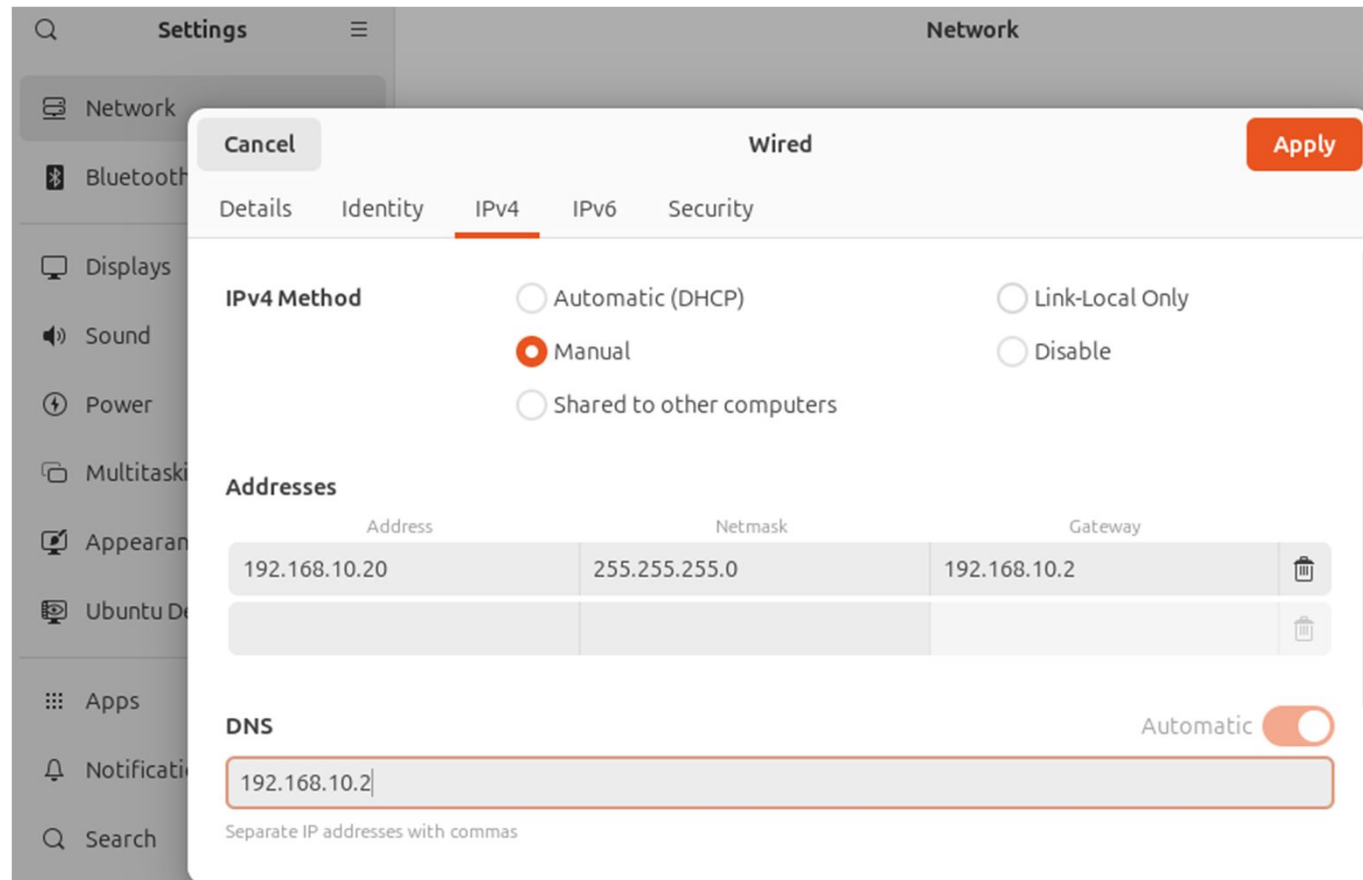 Settings
Network
Network
Bluetooth
Displays
Sound
Power
Multitaski
Appearan
Ubuntu De
Apps
Notificati
Search
Cancel
Wired
Apply
Details Identity IPv4 IPv6 Security
IPv4 Method
Automatic (DHCP)
Link-Local Only
Manual
Disable
Shared to other computers
Addresses
Address Netmask Gateway
192.168.10.20 255.255.255.0 192.168.10.2
DNS
Automatic
192.168.10.2
Separate IP addresses with commas